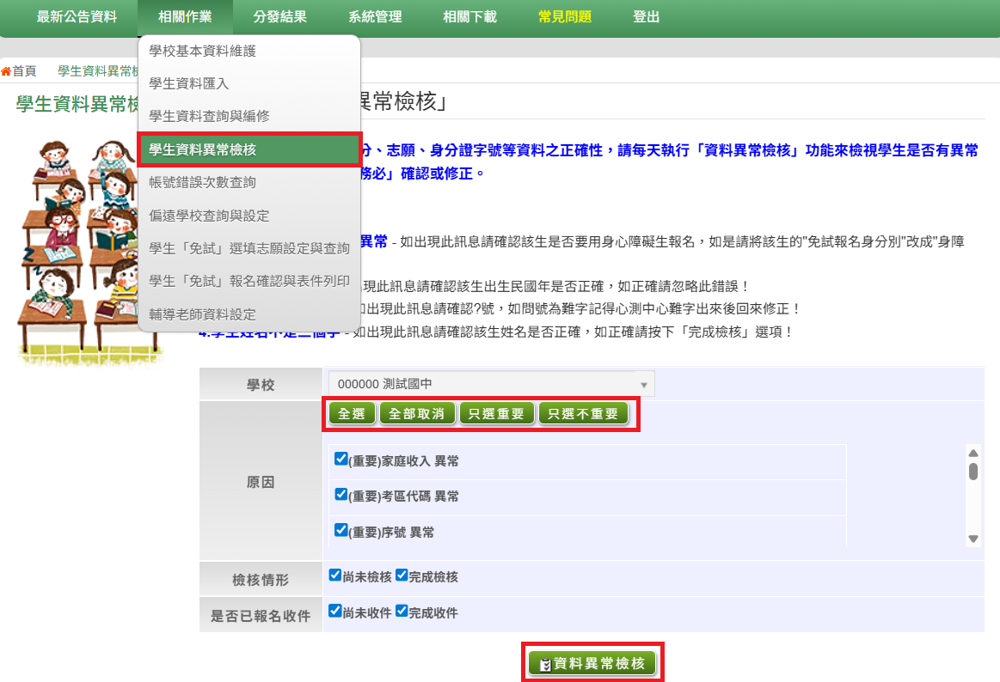 最新公告資料 相關作業 分發結果 系統管理 相關下載 常見問題 登出
首頁 學生資料異常檢
學生資料異常檢
異常檢核」
學校基本資料維護
學生資料匯入
學生資料查詢與編修
學生資料異常檢核
帳號錯誤次數查詢
偏遠學校查詢與設定
學生「免試」選填志願設定與查詢
學生「免試」報名確認與表件列印
輔導老師資料設定
分、志願、身分證字號等資料之正確性，請每天執行「資料異常檢核」功能來檢視學生是否有異常
務必」確認或修正。
異常 - 如出現此訊息請確認該生是否要用身心障礙生報名，如是請將該生的"免試報名身分別"改成"身障
現此訊息請確認該生出生民國年是否正確，如正確請忽略此錯誤！
如出現此訊息請確認?號，如問號為難字記得心測中心難字出來後回來修正！
4.學生姓名不是三個字 - 如出現此訊息請確認該生姓名是否正確，如正確請按下「完成檢核」選項！
學校 000000 測試國中
全選 全部取消 只選重要 只選不重要
原因
(重要)家庭收入 異常
(重要)考區代碼 異常
(重要)序號 異常
檢核情形 尚未檢核 完成檢核
是否已報名收件 尚未收件 完成收件
資料異常檢核